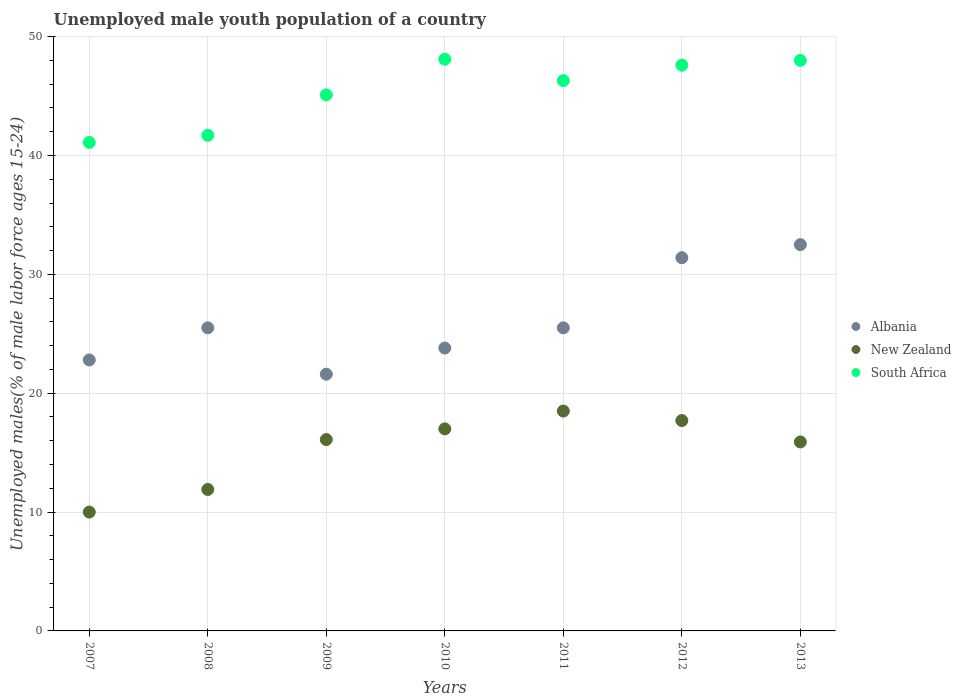 Unemployed male youth population of a country
Unemployed males(% of male labor force ages 15-24)
50
40
30
20
10
0
2007
2008
2009
2010
2011
2012
2013
Years
Albania
New Zealand
South Africa